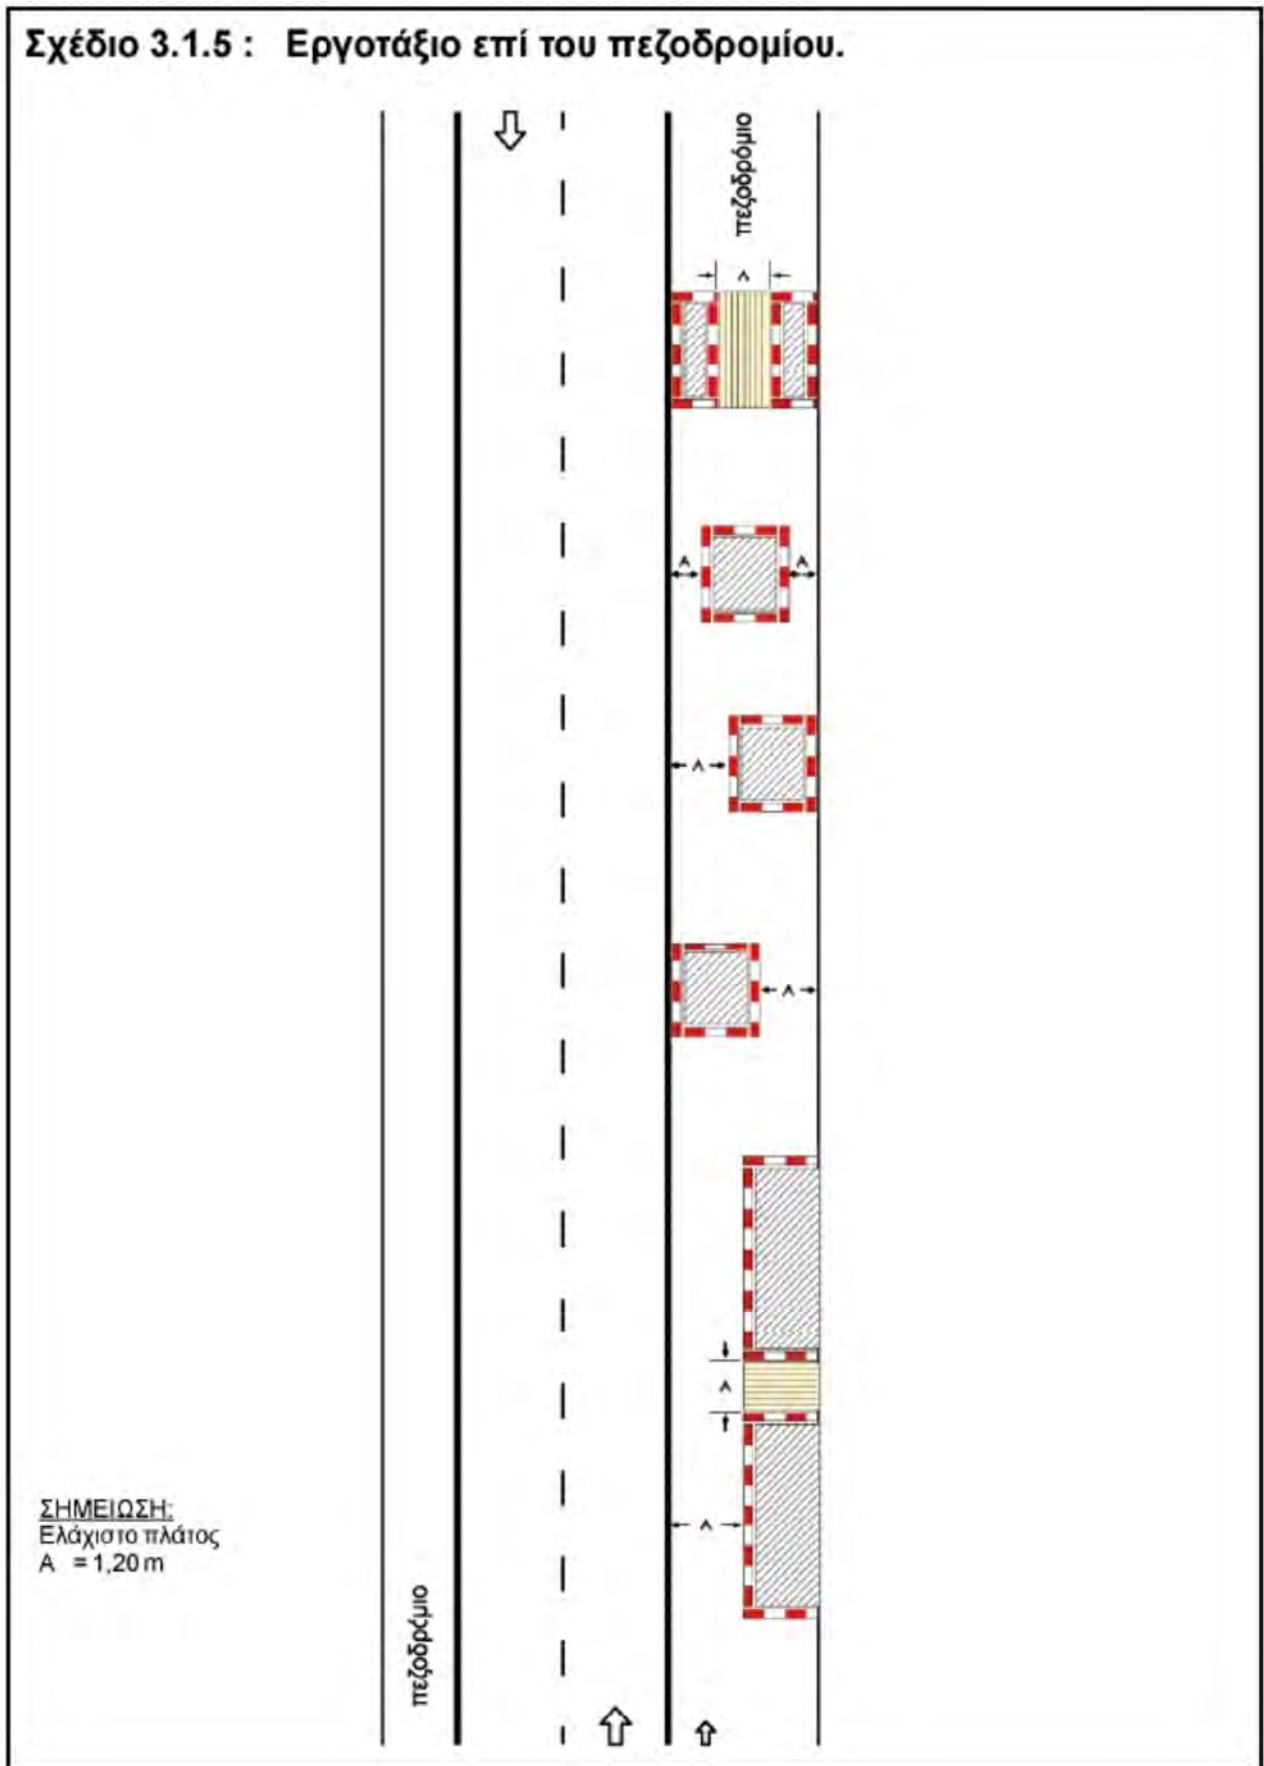 Σχέδιο 3.1.5 : Εργοτάξιο επί του πεζοδρομίου.
πεζοδρόμιο
Α
Α Α
Α
Α
Α
Α
ΣΗΜΕΙΩΣΗ:
Ελάχιστο πλάτος
Α = 1,20 m
πεζοδρόμιο